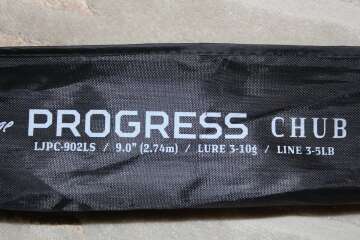 PROGRESS CHUB
LJPC-902LS / 9.0" (2.74m) / LURE 3-10g / LINE 3-5LB